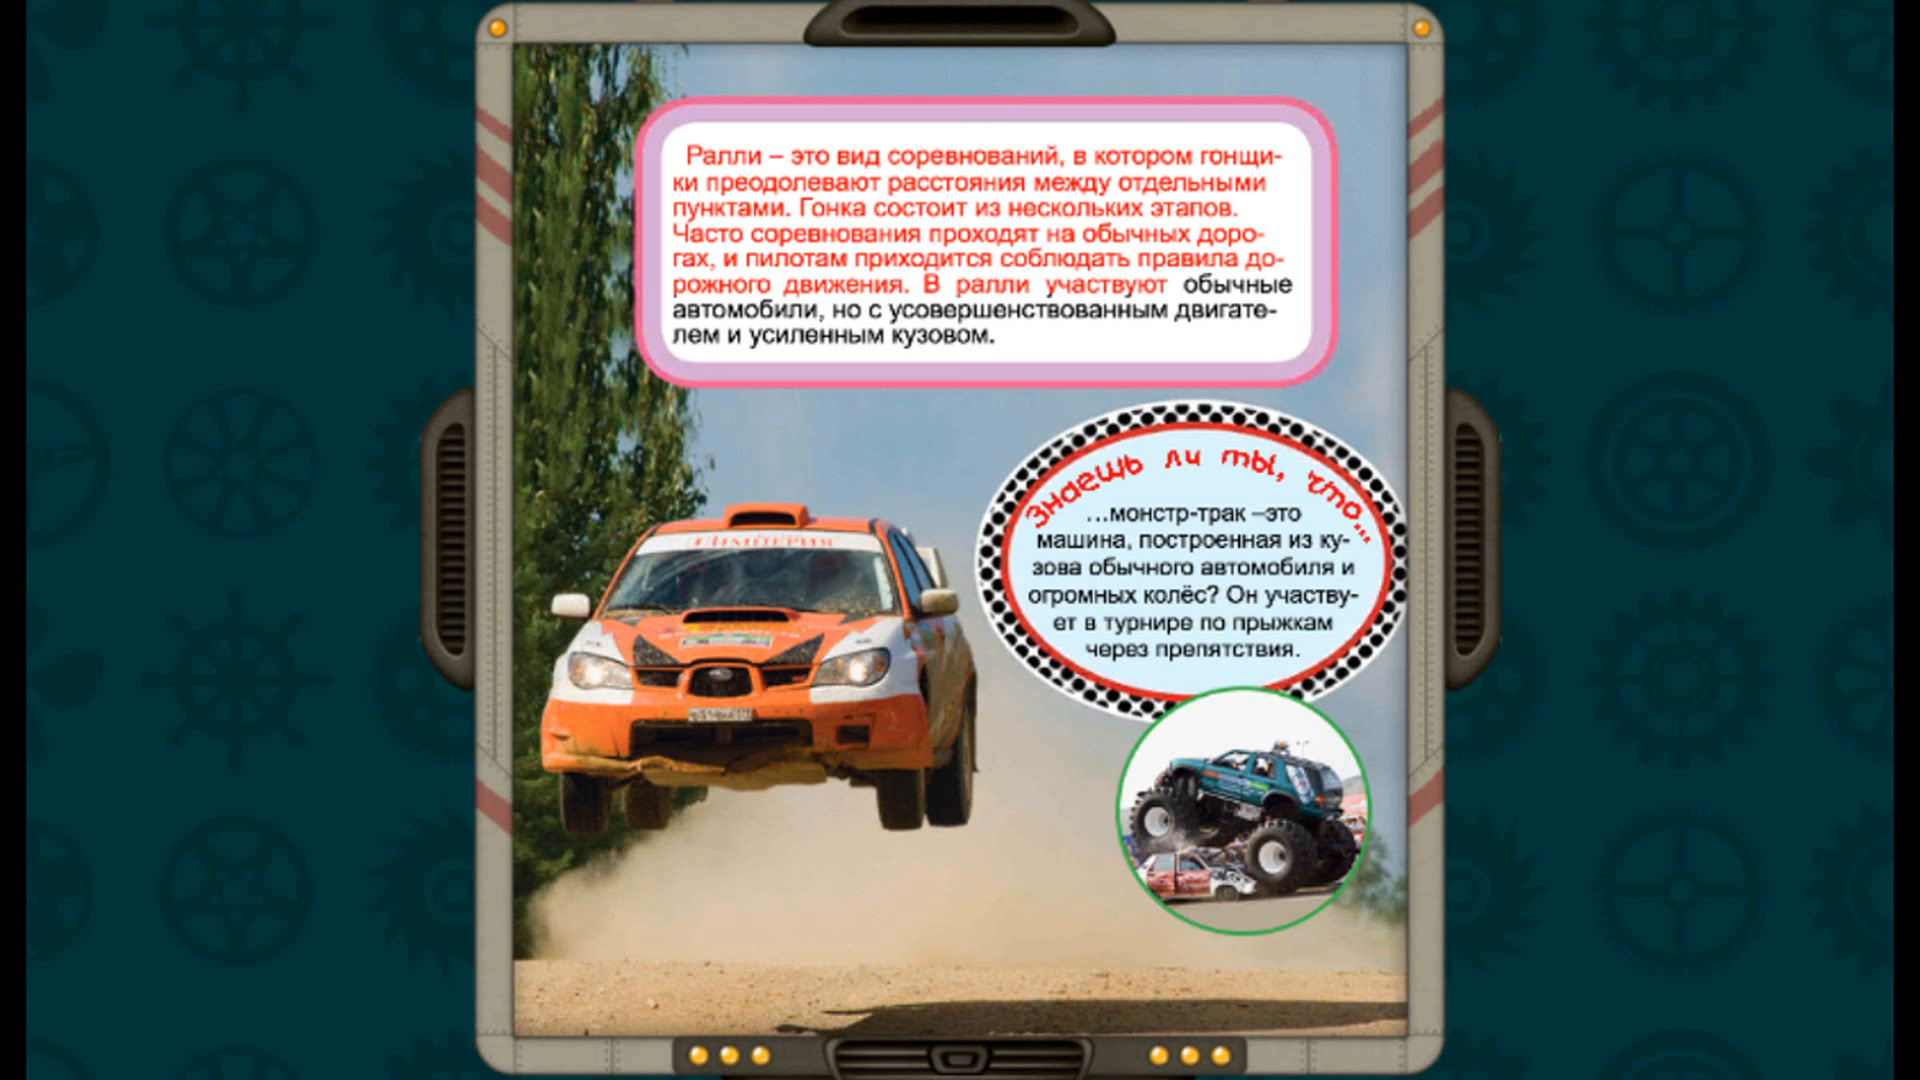 Ралли – это вид соревнований, в котором гонщи-
ки преодолевают расстояния между отдельными
пунктами. Гонка состоит из нескольких этапов.
Часто соревнования проходят на обычных доро-
гах, и пилотам приходится соблюдать правила до-
рожного движения. В ралли участвуют обычные
автомобили, но с усовершенствованным двигате-
лем и усиленным кузовом.
Знаешь ли ты, что...
...монстр-трак –это
машина, построенная из ку-
зова обычного автомобиля и
огромных колёс? Он участву-
ет в турнире по прыжкам
через препятствия.